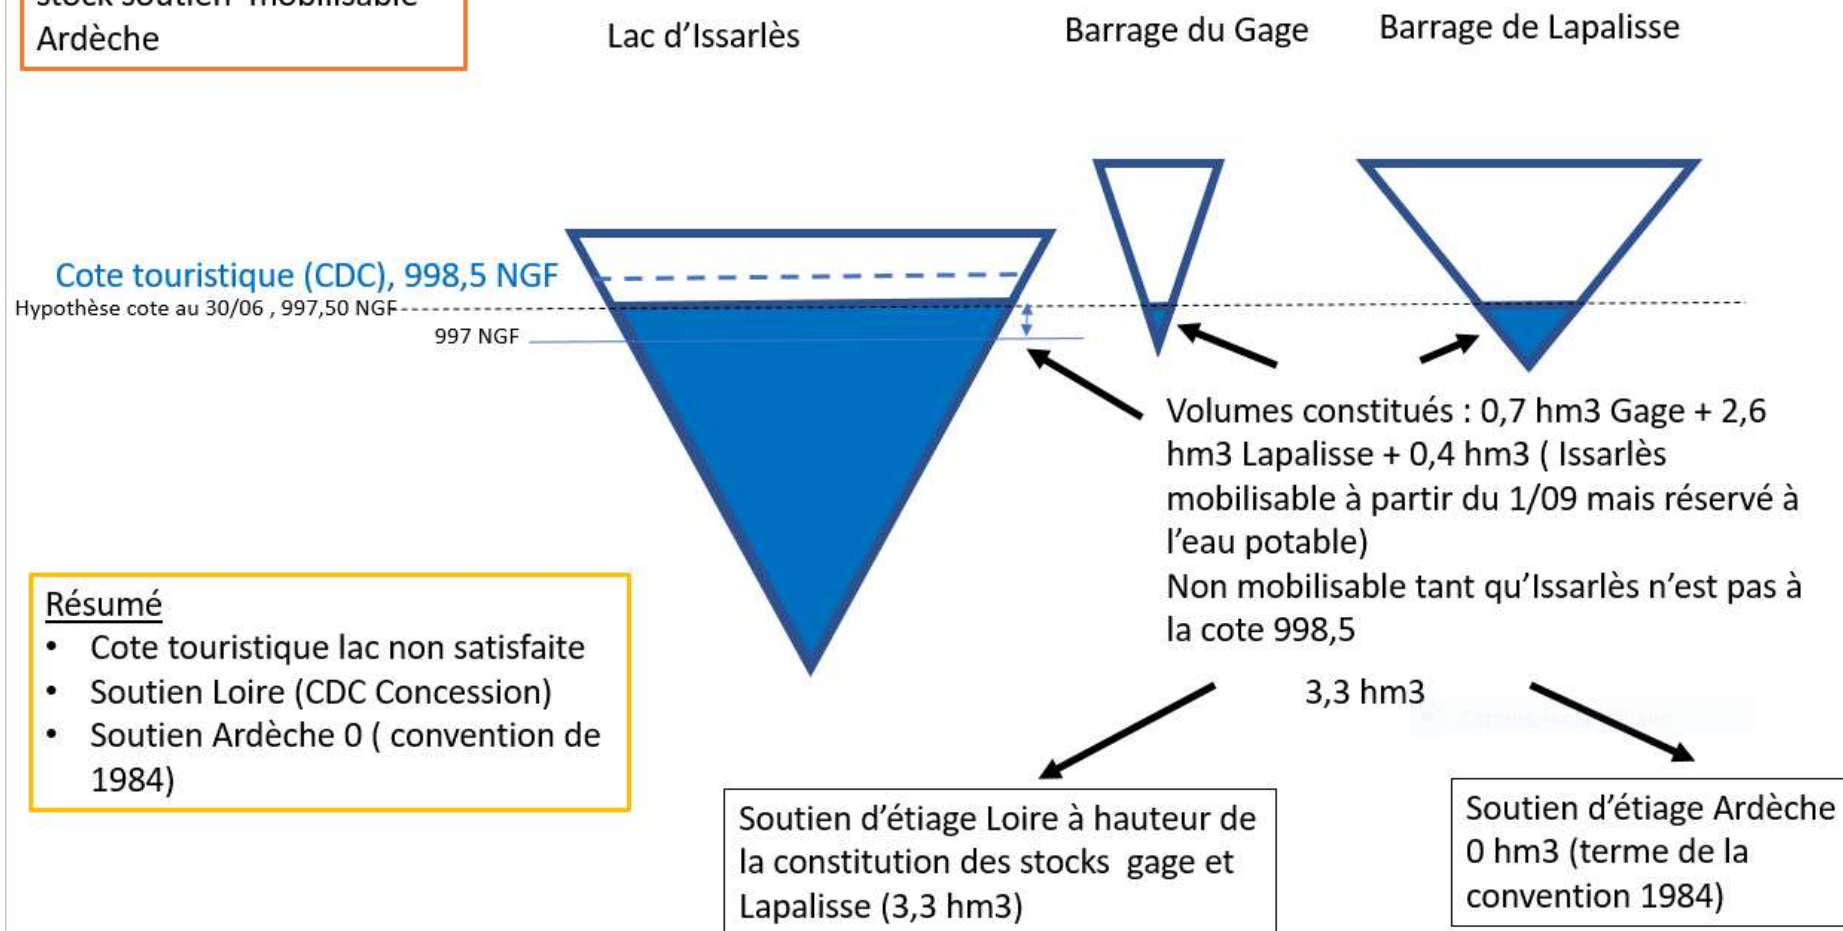 stock soutien mobilisable
Ardèche
Lac d'Issarlès
Barrage du Gage
Barrage de Lapalisse
Cote touristique (CDC), 998,5 NGF
Hypothèse cote au 30/06 , 997,50 NGF
997 NGF
Volumes constitués : 0,7 hm3 Gage + 2,6
hm3 Lapalisse + 0,4 hm3 ( Issarlès
mobilisable à partir du 1/09 mais réservé à
l'eau potable)
Non mobilisable tant qu'Issarlès n'est pas à
la cote 998,5
3,3 hm3
Résumé
• Cote touristique lac non satisfaite
• Soutien Loire (CDC Concession)
• Soutien Ardèche 0 ( convention de
1984)
Soutien d'étiage Loire à hauteur de
la constitution des stocks gage et
Lapalisse (3,3 hm3)
Soutien d'étiage Ardèche
0 hm3 (terme de la
convention 1984)